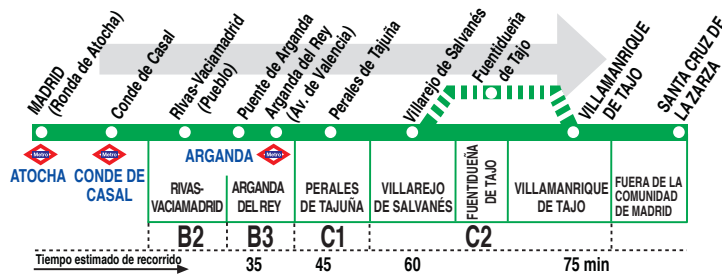 MADRID
(Ronda de Atocha)
Conde de Casal
Rivas-Vaciamadrid
(Pueblo)
Puente de Arganda
Arganda del Rey
(Av. de Valencia)
Perales de Tajuña
Villarejo de Salvanés
Fuentidueña
de Tajo
VILLAMANRIQUE
DE TAJO
SANTA CRUZ DE
LA ZARZA
Metro
ATOCHA
Metro
CONDE DE
CASAL
ARGANDA
Metro
RIVAS-
VACIAMADRID
ARGANDA
DEL REY
PERALES
DE TAJUÑA
VILLAREJO
DE SALVANÉS
FUENTIDUEÑA
DE TAJO
VILLAMANRIQUE
DE TAJO
FUERA DE LA
COMUNIDAD
DE MADRID
B2
B3
C1
C2
Tiempo estimado de recorrido
35
45
60
75 min